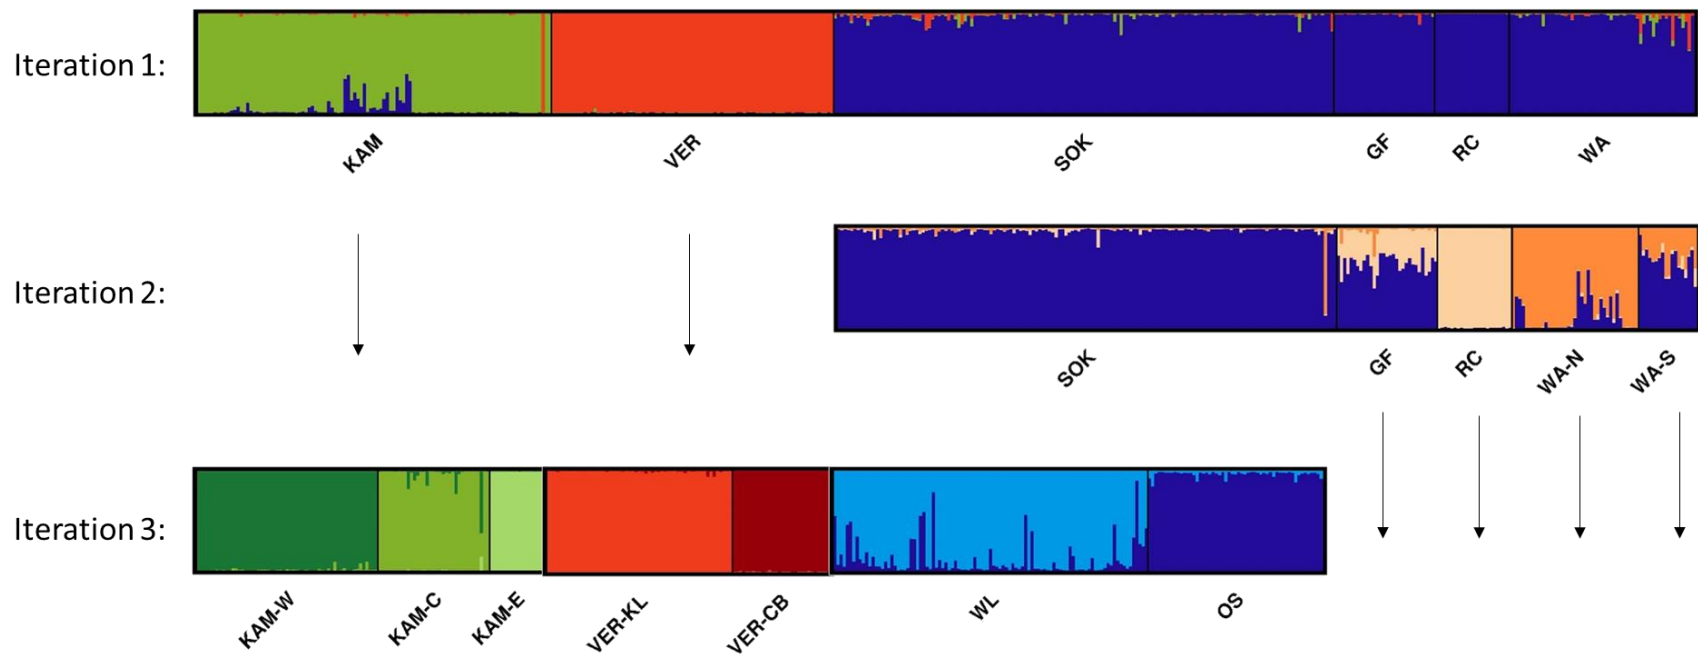 Iteration 1:
KAM
VER
SOK
GF
RC
WA
Iteration 2:
SOK
GF
RC
WA-N
WA-S
Iteration 3:
KAM-W
KAM-C
KAM-E
VER-KL
VER-CB
WL
OS